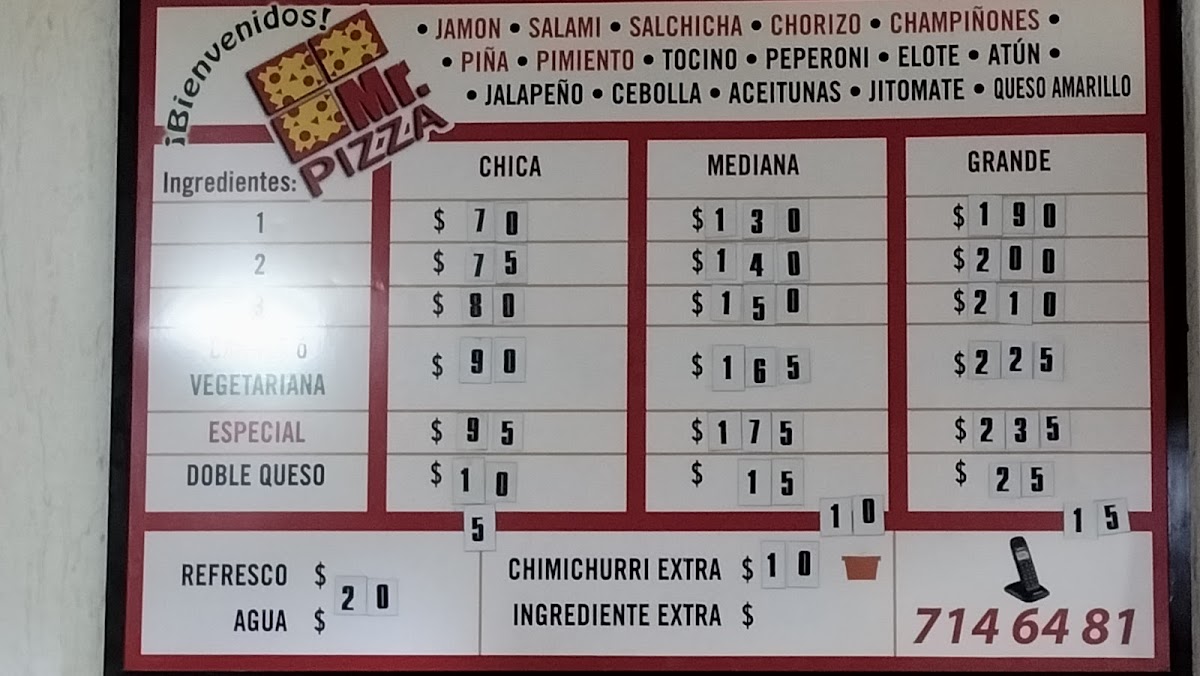 ¡Bienvenidos!
Mr.
PIZZA
• JAMON • SALAMI • SALCHICHA • CHORIZO • CHAMPIÑONES •
• PIÑA • PIMIENTO • TOCINO • PEPERONI • ELOTE • ATÚN •
• JALAPEÑO • CEBOLLA • ACEITUNAS • JITOMATE • QUESO AMARILLO
Ingredientes: CHICA MEDIANA GRANDE
1 $ 70 $ 130 $ 190
2 $ 75 $ 140 $ 200
3 $ 80 $ 150 $ 210
VEGETARIANA $ 90 $ 165 $ 225
ESPECIAL $ 95 $ 175 $ 235
DOBLE QUESO $ 10 $ 15 $ 25
5 10 15
REFRESCO $ 20
AGUA $
CHIMICHURRI EXTRA $ 10
INGREDIENTE EXTRA $
714 64 81